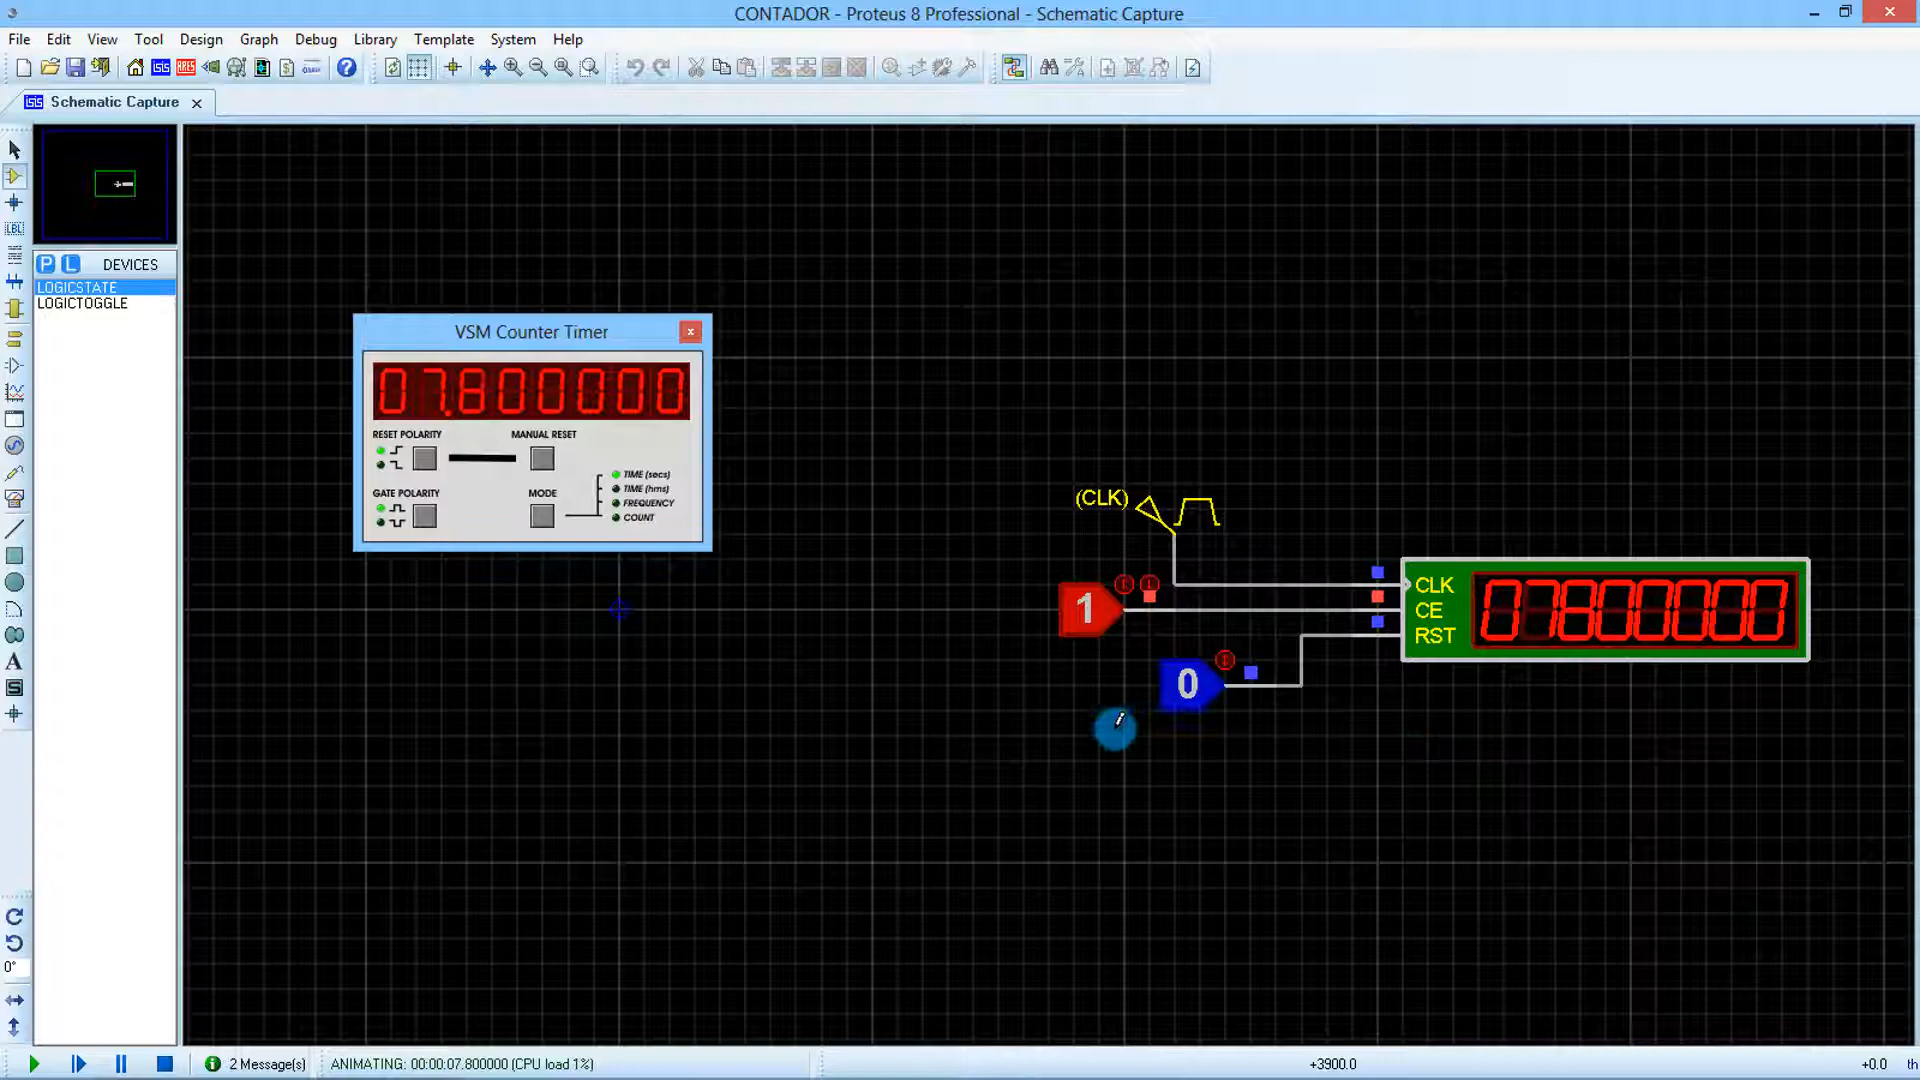 CONTADOR - Proteus 8 Professional - Schematic Capture
File Edit View Tool Design Graph Debug Library Template System Help
Schematic Capture
P L DEVICES
LOGICSTATE
LOGICTOGGLE
LBL
A
S
0°
VSM Counter Timer
07.800000
RESET POLARITY MANUAL RESET
GATE POLARITY MODE
TIME (secs)
TIME (hms)
FREQUENCY
COUNT
(CLK)
1
0
CLK
CE
RST
07800000
2 Message(s) ANIMATING: 00:00:07.800000 (CPU load 1%) +3900.0 +0.0 th